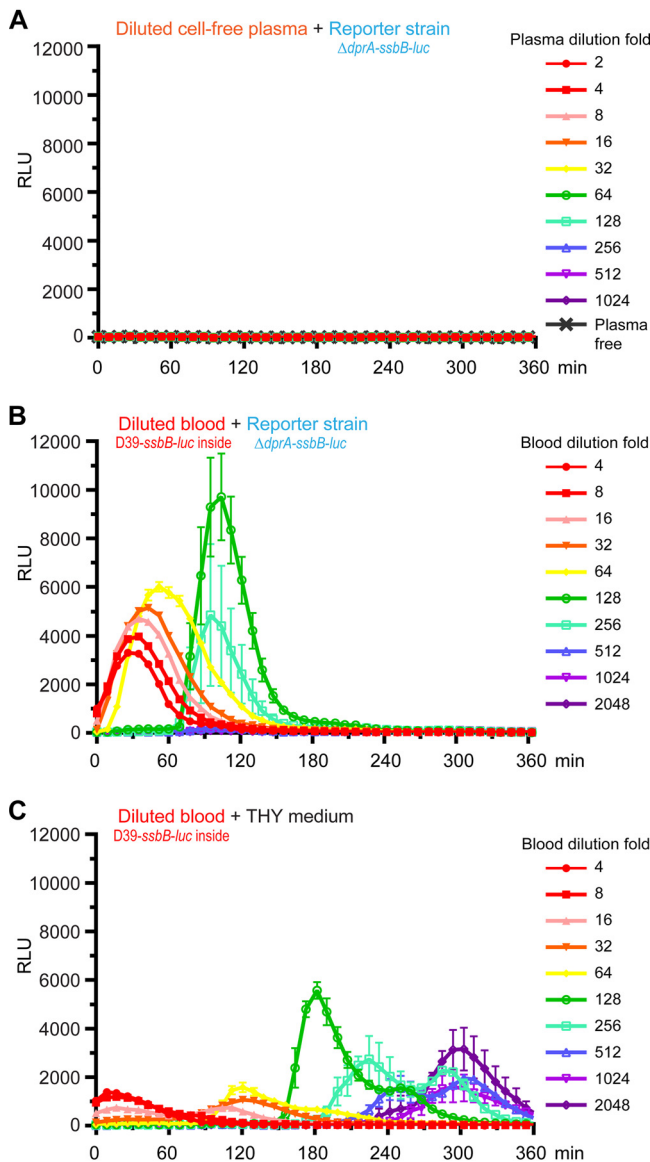 A
Diluted cell-free plasma + Reporter strain
ΔdprA-ssbB-luc
Plasma dilution fold
2
4
8
16
32
64
128
256
512
1024
Plasma free
RLU
12000
10000
8000
6000
4000
2000
0
0 60 120 180 240 300 360 min
B
Diluted blood + Reporter strain
D39-ssbB-luc inside ΔdprA-ssbB-luc
Blood dilution fold
4
8
16
32
64
128
256
512
1024
2048
RLU
12000
10000
8000
6000
4000
2000
0
0 60 120 180 240 300 360 min
C
Diluted blood + THY medium
D39-ssbB-luc inside
Blood dilution fold
4
8
16
32
64
128
256
512
1024
2048
RLU
12000
10000
8000
6000
4000
2000
0
0 60 120 180 240 300 360 min